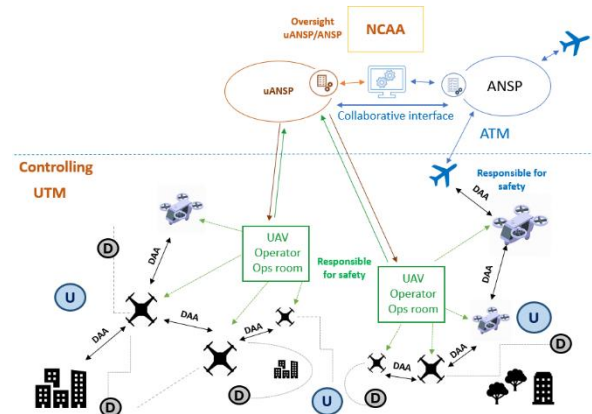 Oversight
uANSP/ANSP
NCAA
uANSP
ANSP
Collaborative interface
ATM
Controlling
UTM
Responsible for
safety
DAA
D
DAA
UAV
Operator
Ops room
Responsible
for safety
UAV
Operator
Ops room
DAA
U
U
DAA
DAA
DAA
DAA
DAA
D
D
D
U
D